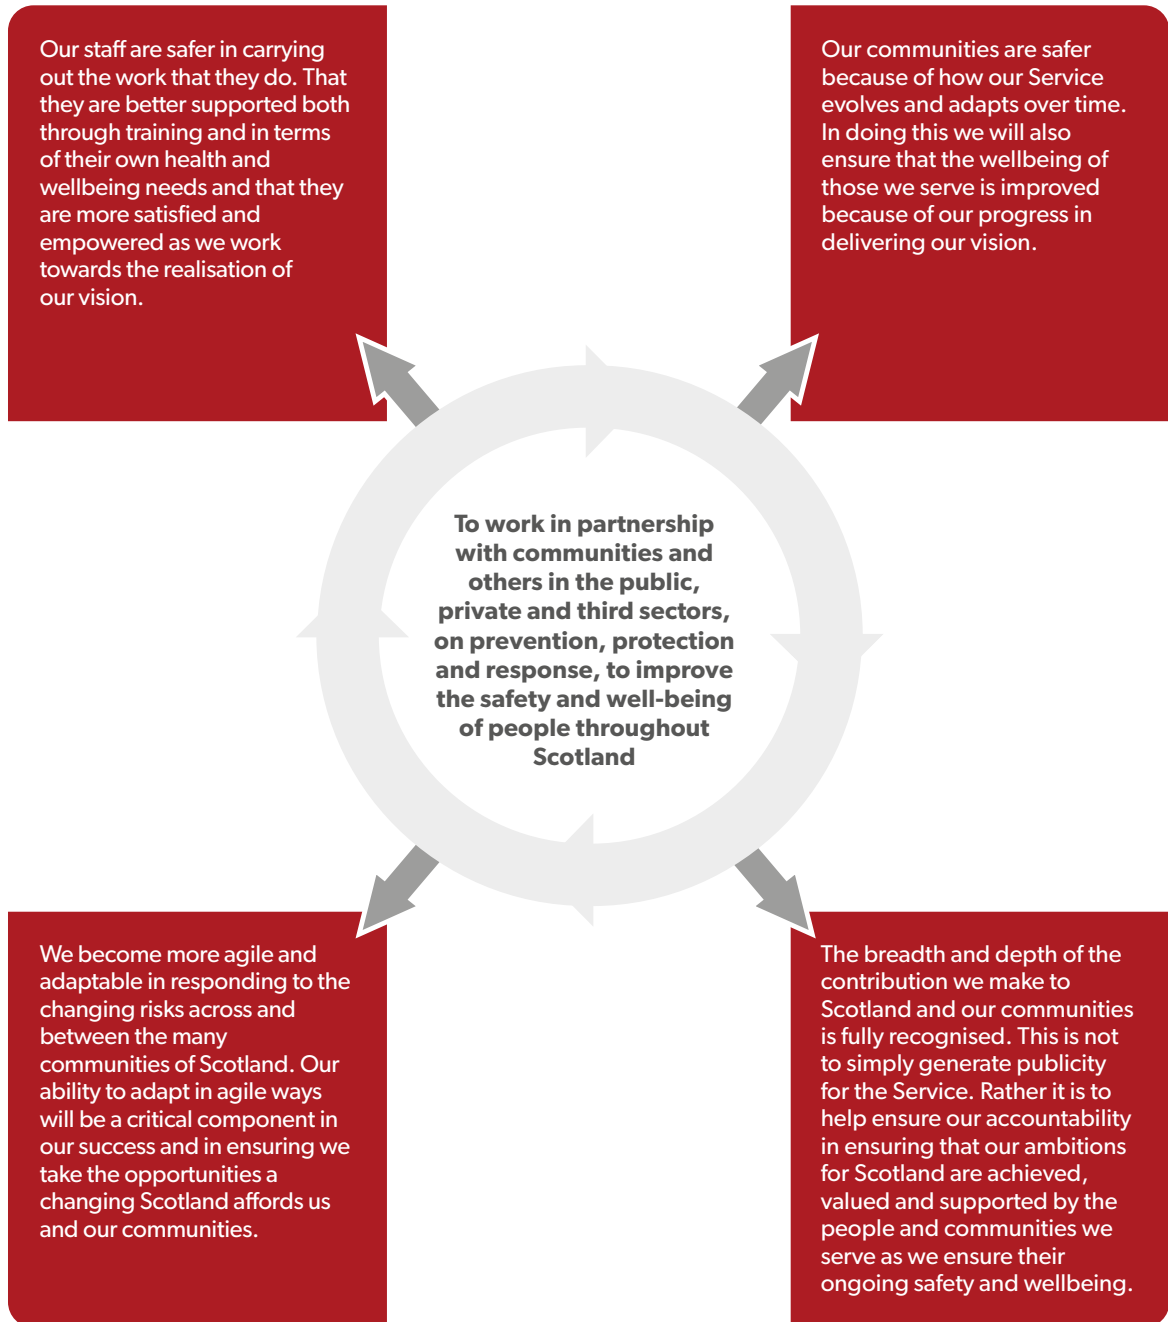 Our staff are safer in carrying
out the work that they do. That
they are better supported both
through training and in terms
of their own health and
wellbeing needs and that they
are more satisfied and
empowered as we work
towards the realisation of
our vision.
Our communities are safer
because of how our Service
evolves and adapts over time.
In doing this we will also
ensure that the wellbeing of
those we serve is improved
because of our progress in
delivering our vision.
To work in partnership
with communities and
others in the public,
private and third sectors,
on prevention, protection
and response, to improve
the safety and well-being
of people throughout
Scotland
We become more agile and
adaptable in responding to the
changing risks across and
between the many
communities of Scotland. Our
ability to adapt in agile ways
will be a critical component in
our success and in ensuring we
take the opportunities a
changing Scotland affords us
and our communities.
The breadth and depth of the
contribution we make to
Scotland and our communities
is fully recognised. This is not
to simply generate publicity
for the Service. Rather it is to
help ensure our accountability
in ensuring that our ambitions
for Scotland are achieved,
valued and supported by the
people and communities we
serve as we ensure their
ongoing safety and wellbeing.